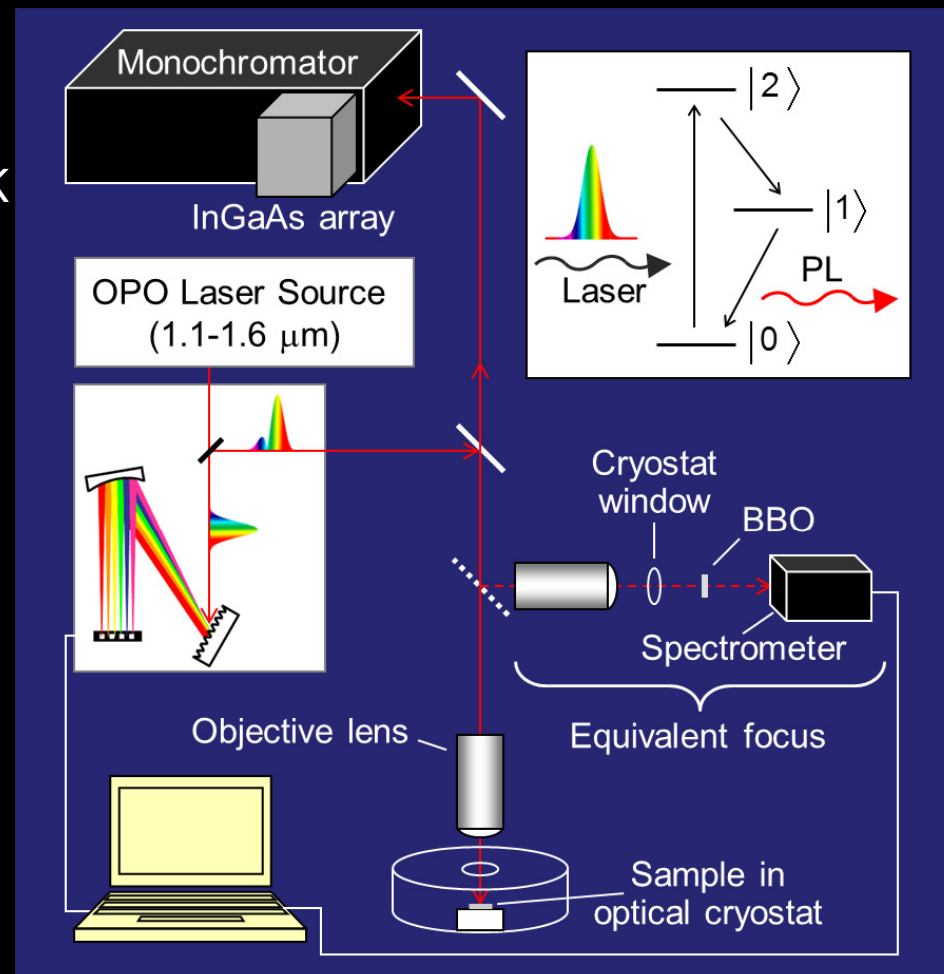 Monochromator
InGaAs array
k
OPO Laser Source
(1.1-1.6 μm)
|2⟩
|1⟩
|0⟩
Laser
PL
Cryostat
window
BBO
Spectrometer
Equivalent focus
Objective lens
Sample in
optical cryostat